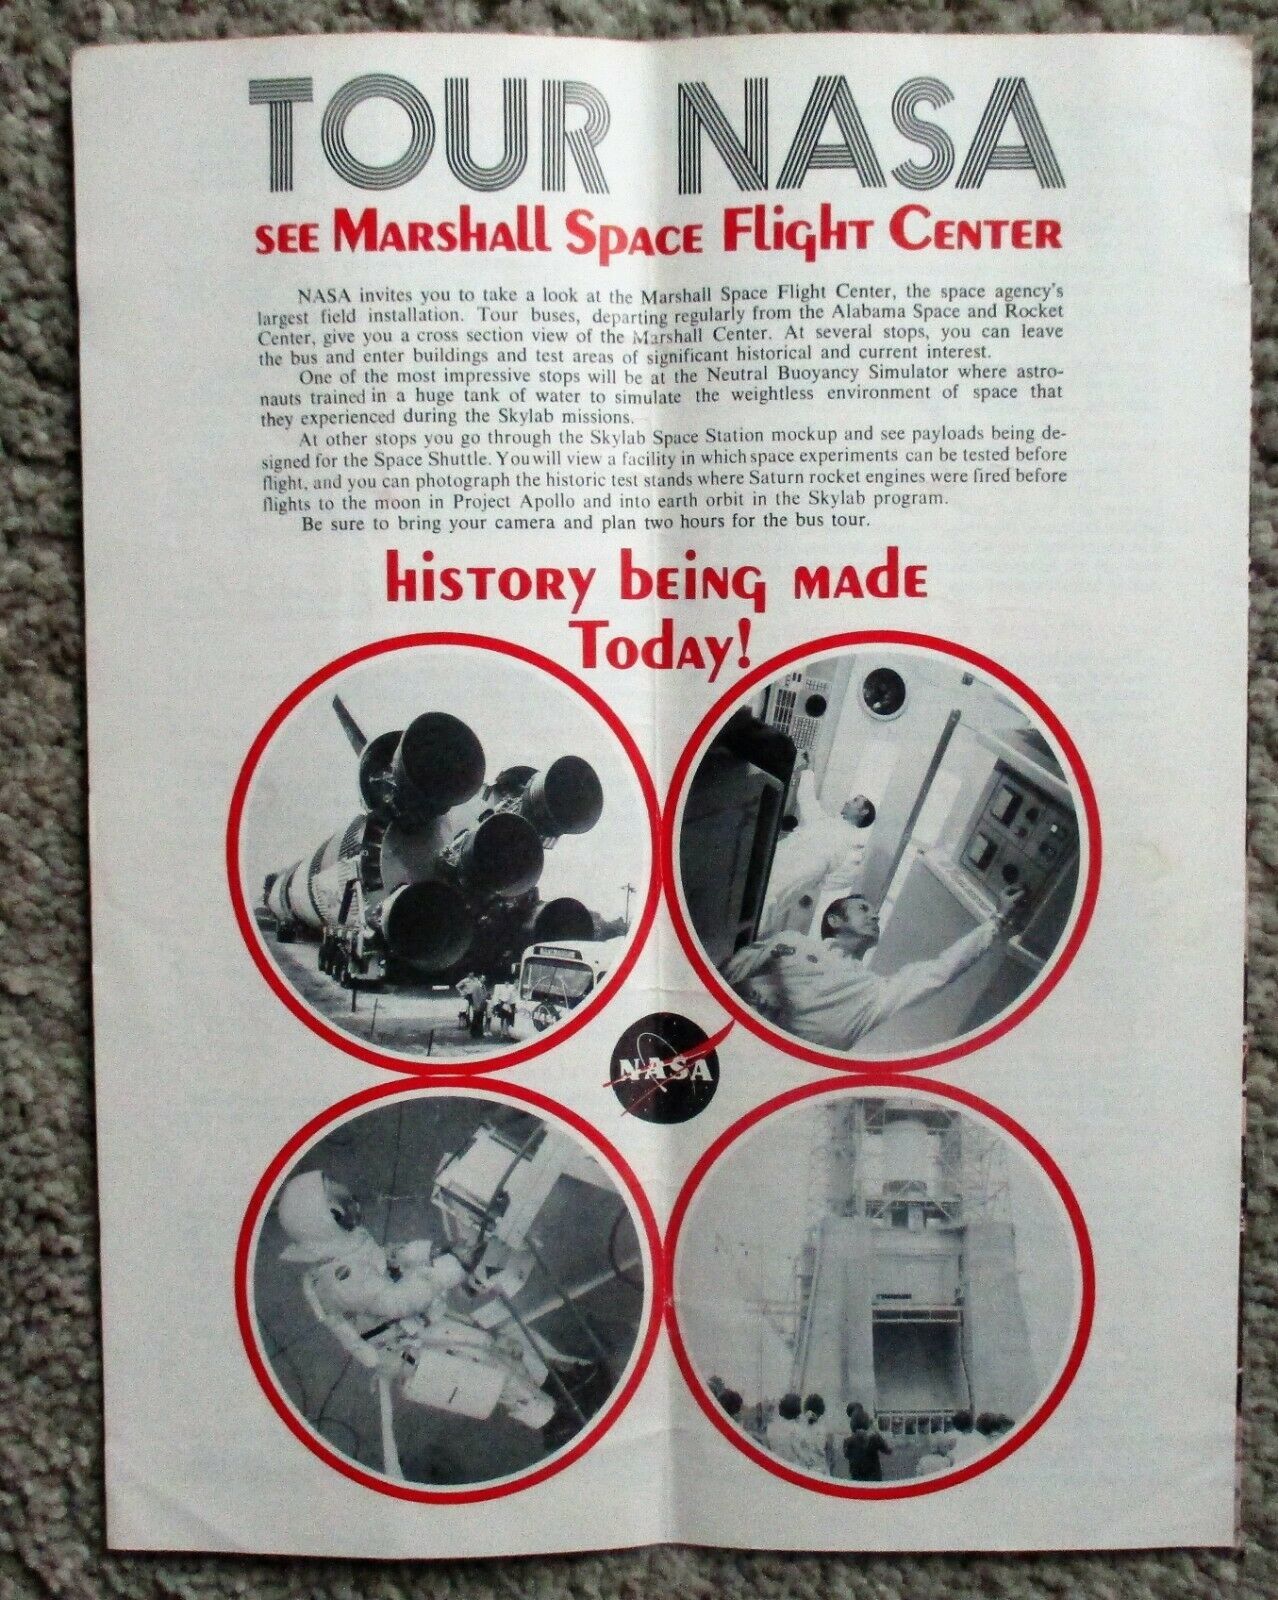 TOUR NASA
SEE MARSHALL SPACE FLIGHT CENTER
NASA invites you to take a look at the Marshall Space Flight Center, the space agency's
largest field installation. Tour buses, departing regularly from the Alabama Space and Rocket
Center, give you a cross section view of the Marshall Center. At several stops, you can leave
the bus and enter buildings and test areas of significant historical and current interest.
One of the most impressive stops will be at the Neutral Buoyancy Simulator where astro-
nauts trained in a huge tank of water to simulate the weightless environment of space that
they experienced during the Skylab missions.
At other stops you go through the Skylab Space Station mockup and see payloads being de-
signed for the Space Shuttle. You will view a facility in which space experiments can be tested before
flight, and you can photograph the historic test stands where Saturn rocket engines were fired before
flights to the moon in Project Apollo and into earth orbit in the Skylab program.
Be sure to bring your camera and plan two hours for the bus tour.
HISTORY BEING MADE
TODAY!
NASA